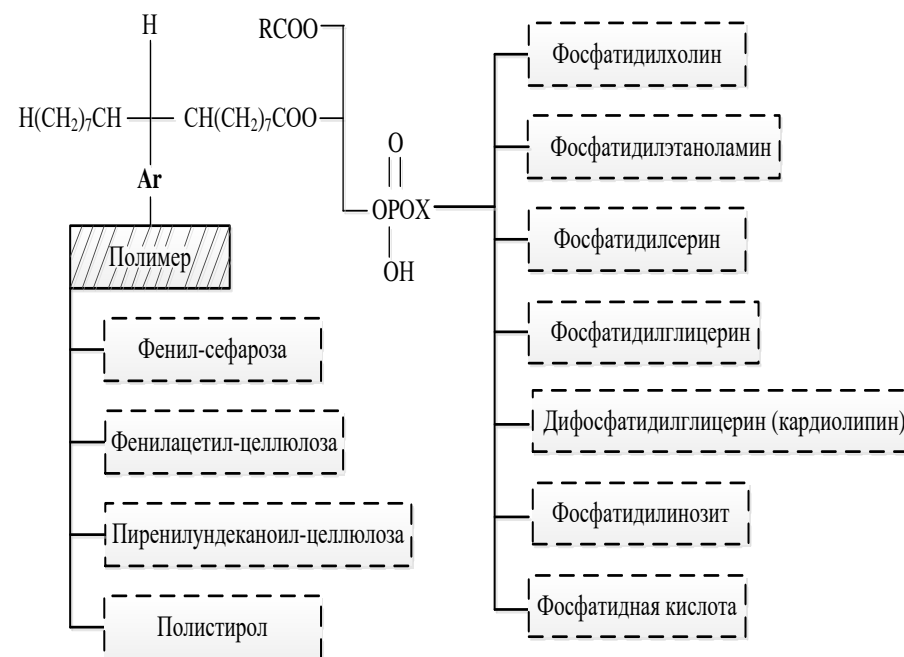 H
RCOO
H(CH₂)₇CH
CH(CH₂)₇COO
O
Ar
OPOX
OH
Полимер
Фенил-сефароза
Фенилацетил-целлюлоза
Пиренилундеканоил-целлюлоза
Полистирол
Фосфатидилхолин
Фосфатидилэтаноламин
Фосфатидилсерин
Фосфатидилглицерин
Дифосфатидилглицерин (кардиолипин)
Фосфатидилинозит
Фосфатидная кислота